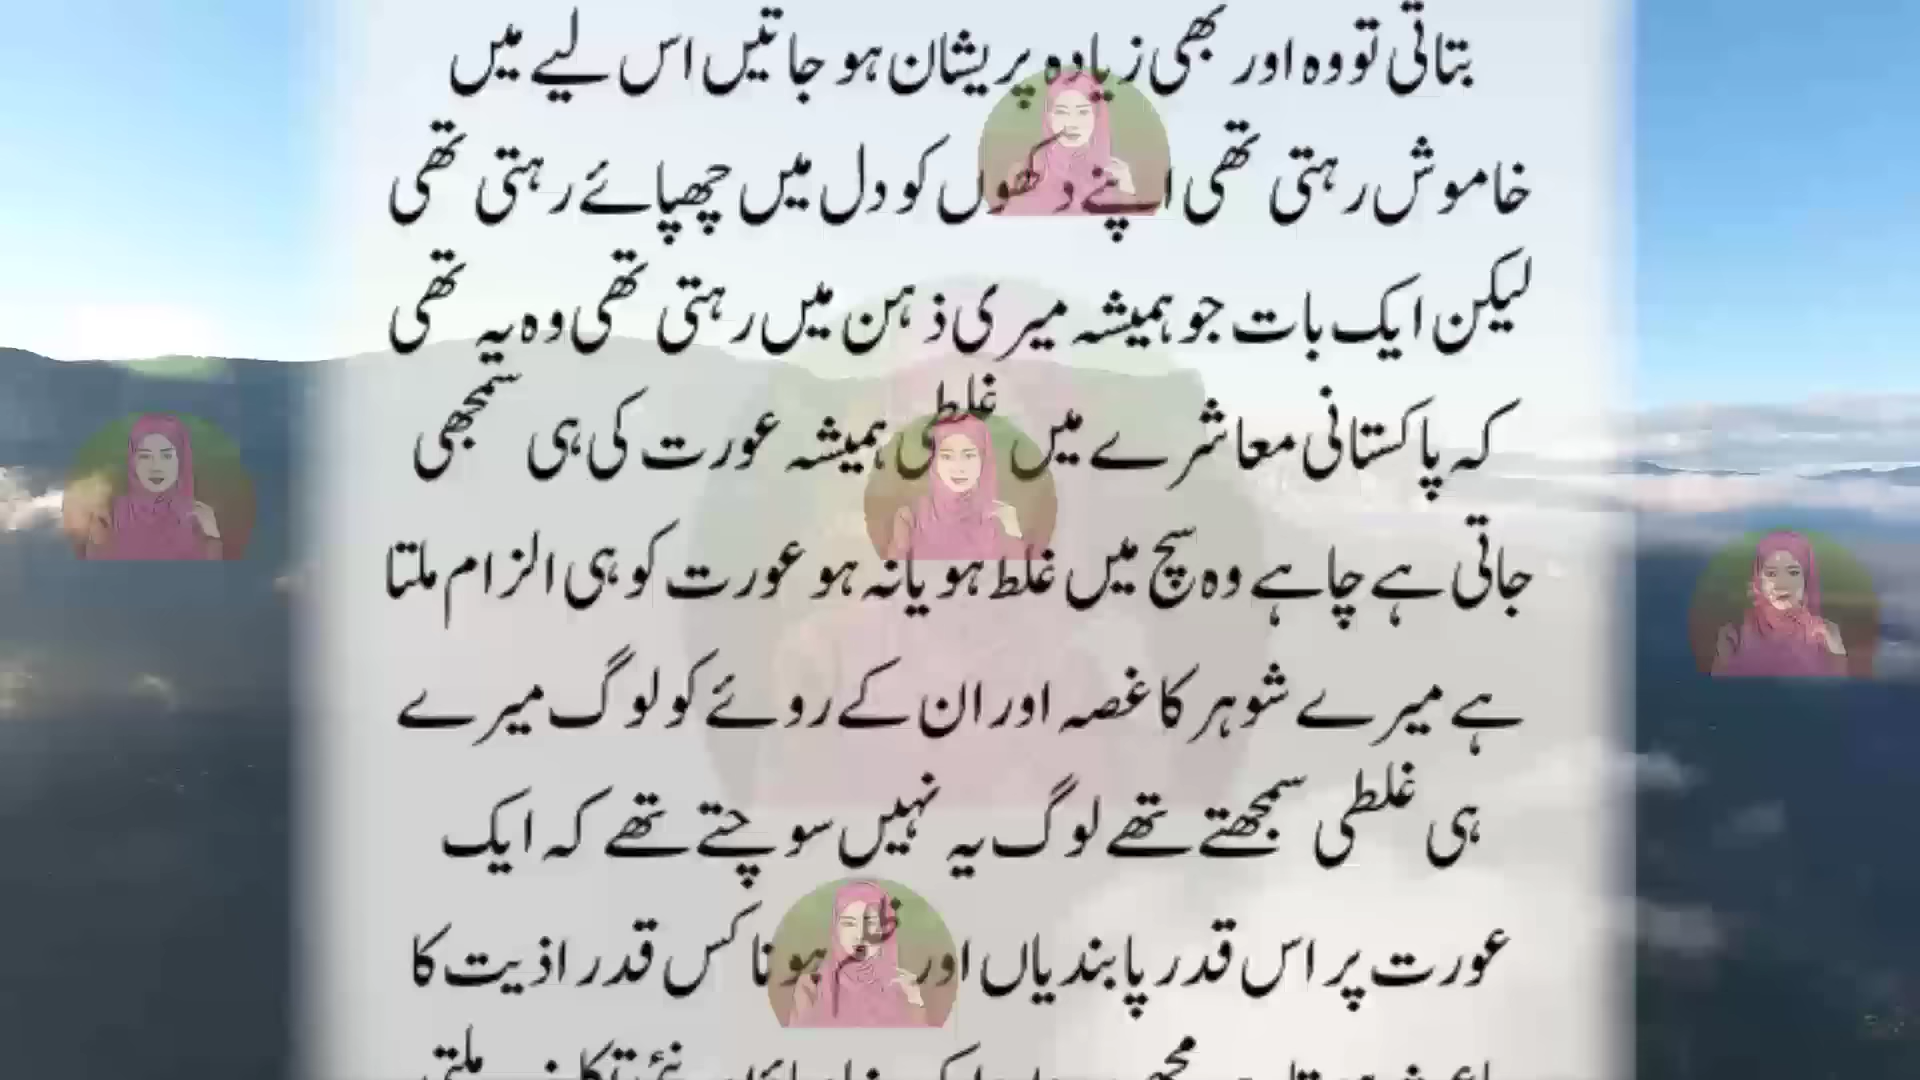 بتاتی تو وہ اور بھی زیادہ پریشان ہو جاتیں اس لیے میں
خاموش رہتی تھی اپنے دکھوں کو دل میں چھپائے رہتی تھی
لیکن ایک بات جو ہمیشہ میری ذہن میں رہتی تھی وہ یہ تھی
کہ پاکستانی معاشرے میں غلطی ہمیشہ عورت کی ہی سمجھی
جاتی ہے چاہے وہ سچ میں غلط ہو یا نہ ہو عورت کو ہی الزام ملتا
ہے میرے شوہر کا غصہ اور ان کے روئے کو لوگ میرے
ہی غلطی سمجھتے تھے لوگ یہ نہیں سوچتے تھے کہ ایک
عورت پر اس قدر پابندیاں اور ہونا کس قدر اذیت کا